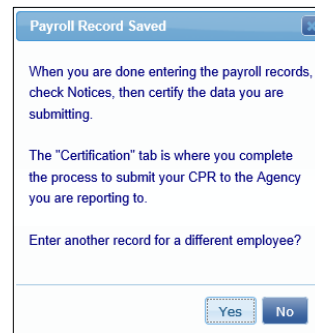 Payroll Record Saved
When you are done entering the payroll records,
check Notices, then certify the data you are
submitting.
The "Certification" tab is where you complete
the process to submit your CPR to the Agency
you are reporting to.
Enter another record for a different employee?
Yes No